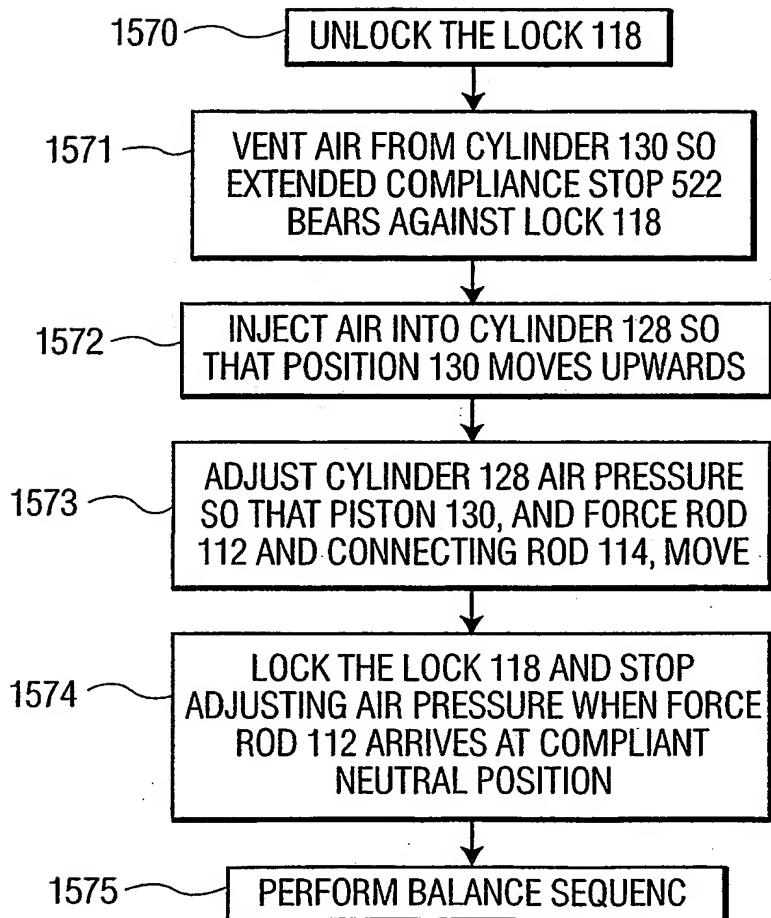 1570
UNLOCK THE LOCK 118
1571
VENT AIR FROM CYLINDER 130 SO
EXTENDED COMPLIANCE STOP 522
BEARS AGAINST LOCK 118
1572
INJECT AIR INTO CYLINDER 128 SO
THAT POSITION 130 MOVES UPWARDS
1573
ADJUST CYLINDER 128 AIR PRESSURE
SO THAT PISTON 130, AND FORCE ROD
112 AND CONNECTING ROD 114, MOVE
1574
LOCK THE LOCK 118 AND STOP
ADJUSTING AIR PRESSURE WHEN FORCE
ROD 112 ARRIVES AT COMPLIANT
NEUTRAL POSITION
1575
PERFORM BALANCE SEQUENC